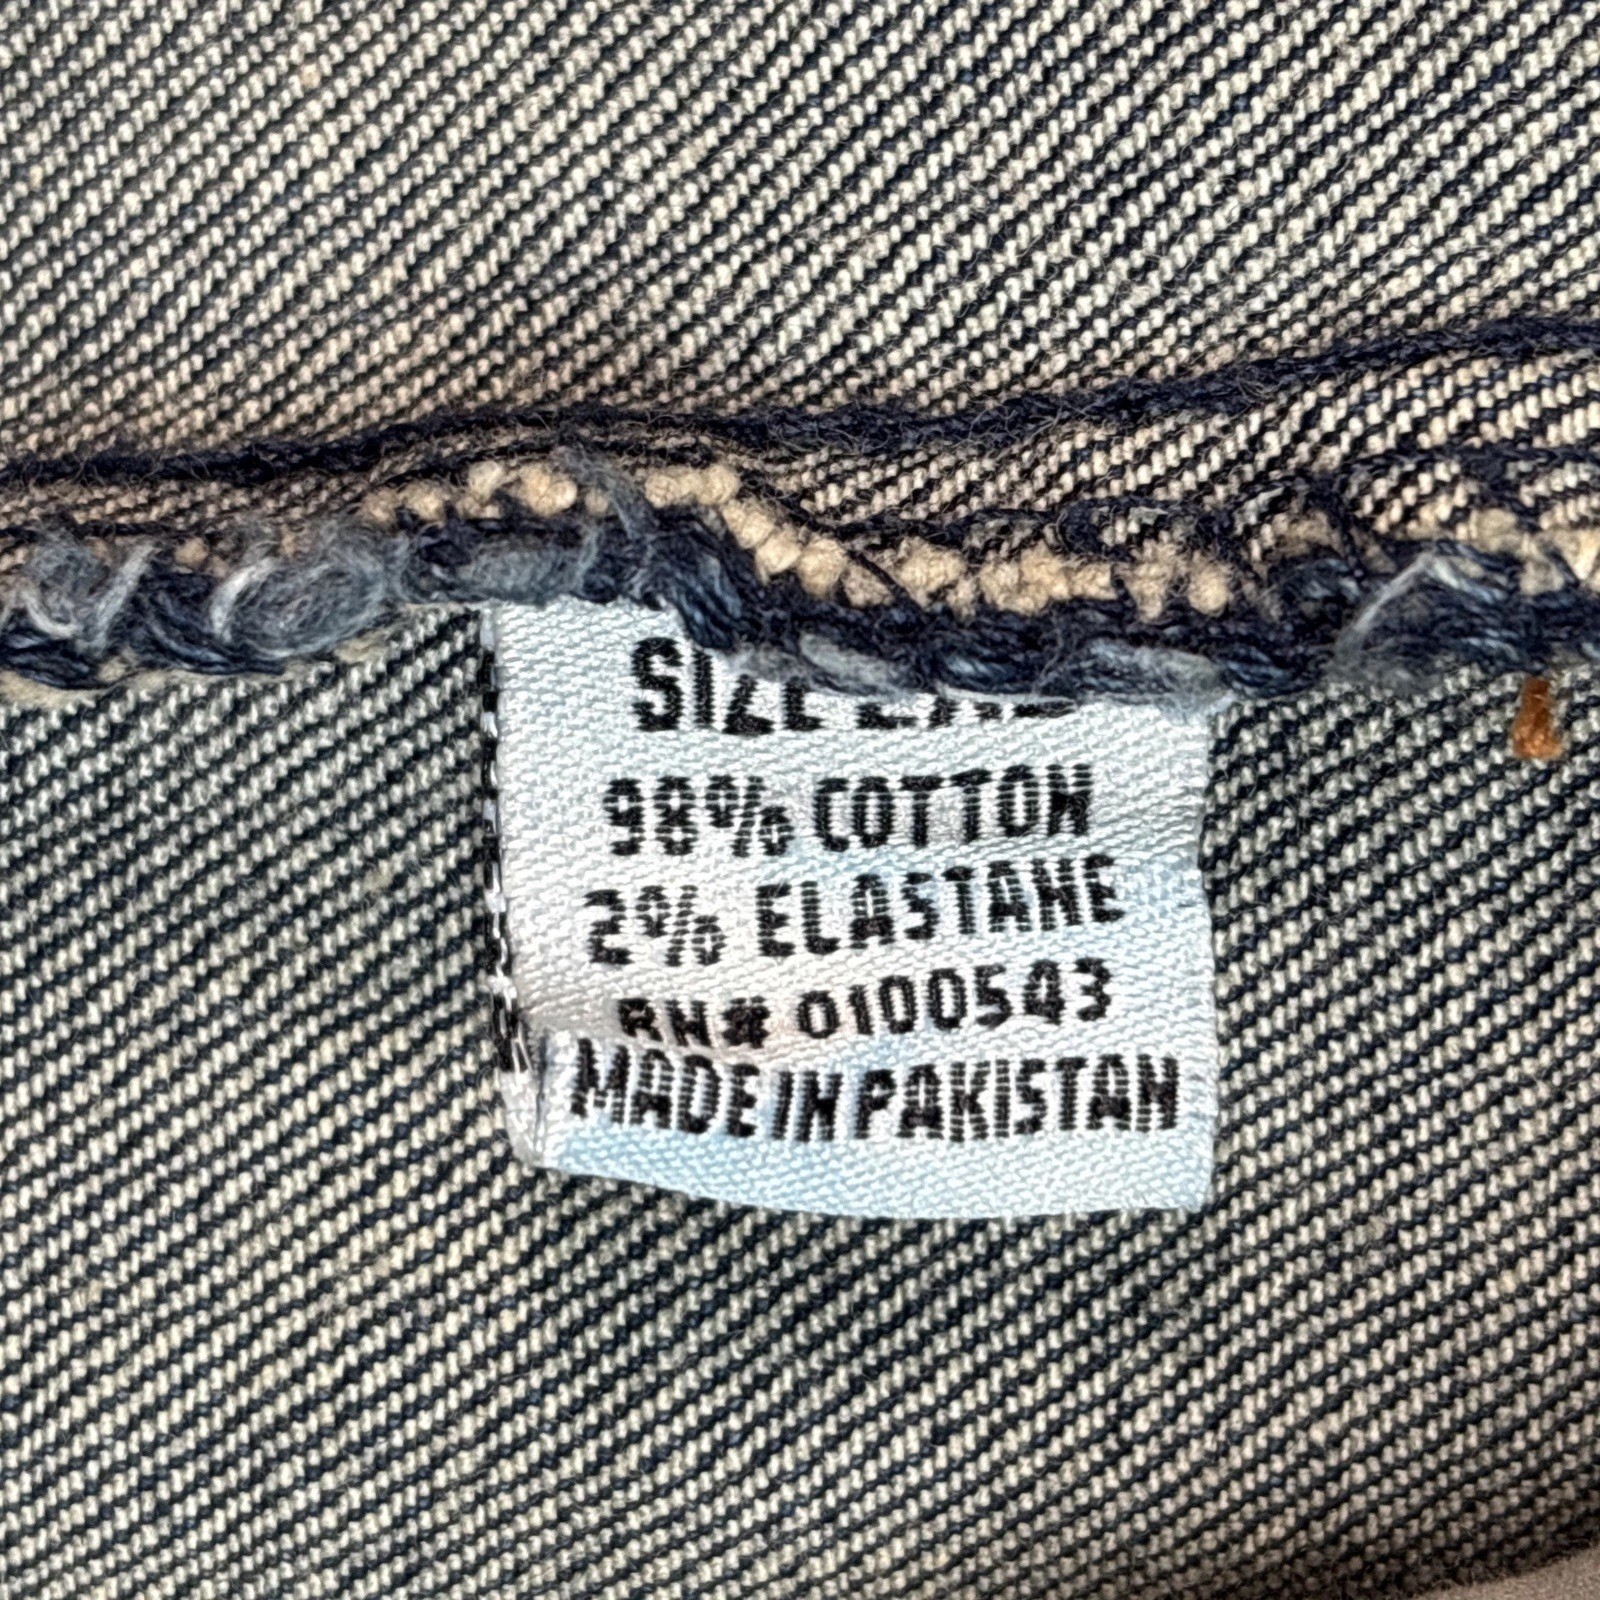 SIZE
98% COTTON
2% ELASTANE
RN# 0100543
MADE IN PAKISTAN